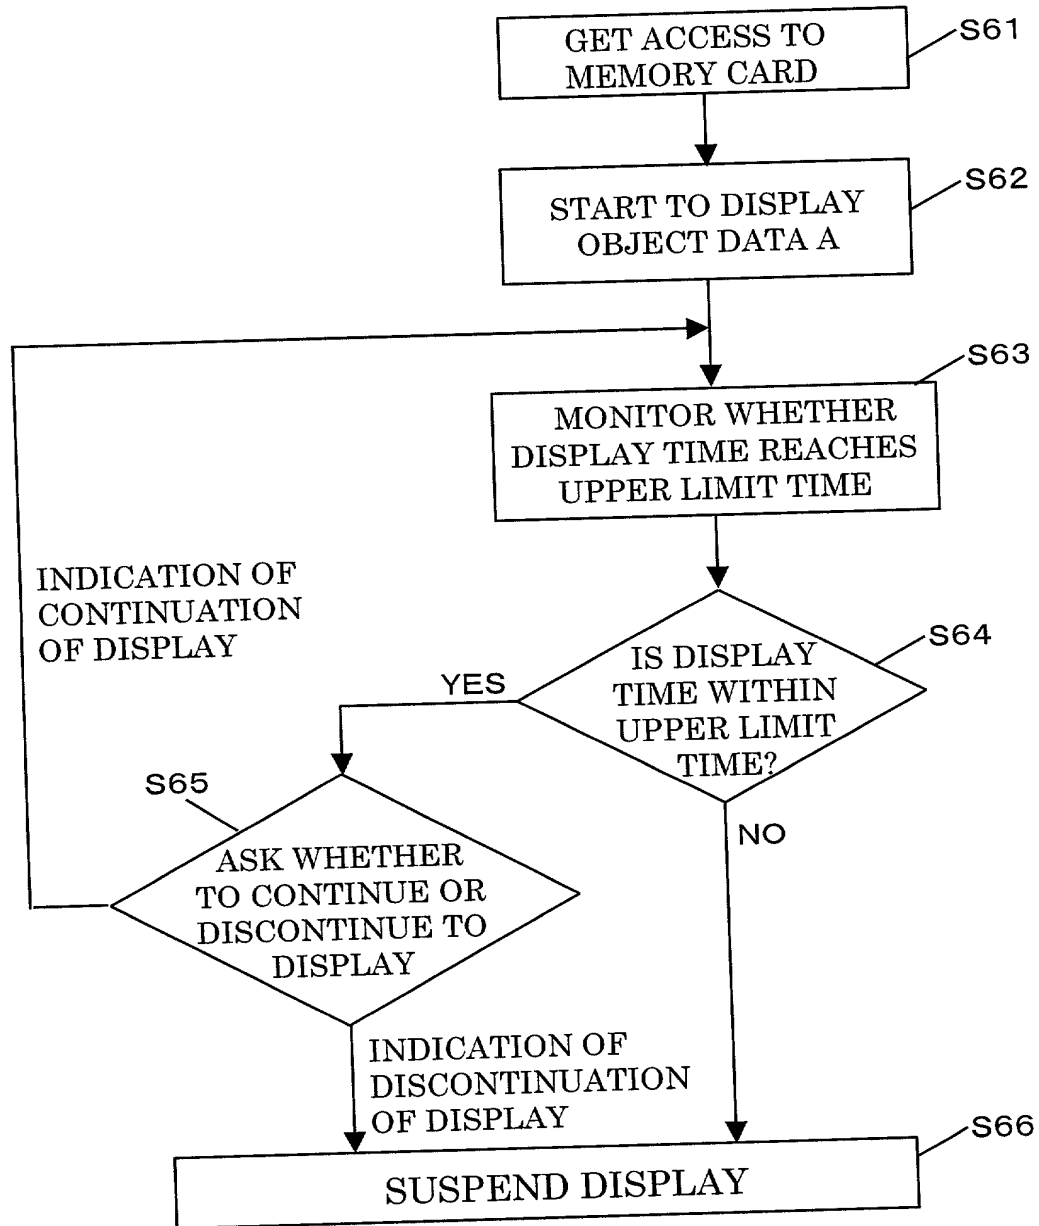 GET ACCESS TO
MEMORY CARD
S61
START TO DISPLAY
OBJECT DATA A
S62
S63
MONITOR WHETHER
DISPLAY TIME REACHES
UPPER LIMIT TIME
INDICATION OF
CONTINUATION
OF DISPLAY
S64
IS DISPLAY
TIME WITHIN
UPPER LIMIT
TIME?
YES
NO
S65
ASK WHETHER
TO CONTINUE OR
DISCONTINUE TO
DISPLAY
INDICATION OF
DISCONTINUATION
OF DISPLAY
S66
SUSPEND DISPLAY